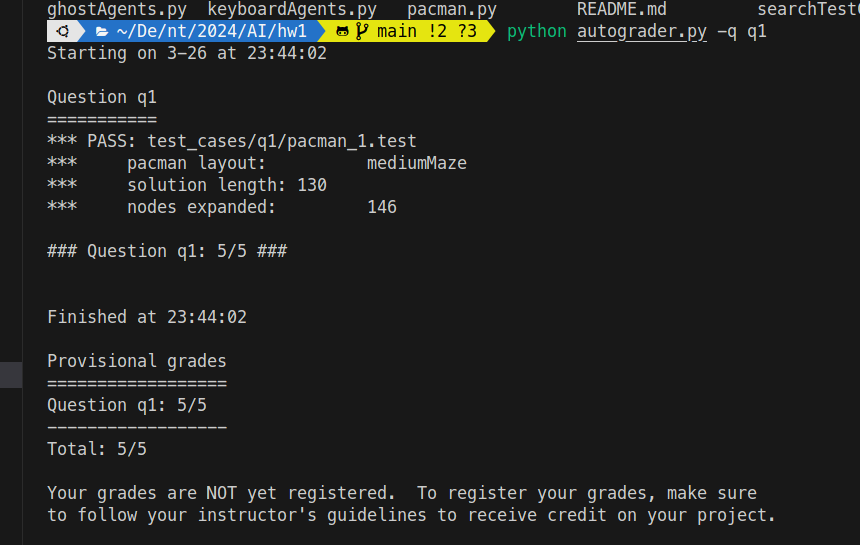 ghostAgents.py  keyboardAgents.py   pacman.py        README.md         searchTest
~/De/nt/2024/AI/hw1   main !2 ?3   python autograder.py -q q1
Starting on 3-26 at 23:44:02

Question q1
===========
*** PASS: test_cases/q1/pacman_1.test
***     pacman layout:          mediumMaze
***     solution length: 130
***     nodes expanded:         146

### Question q1: 5/5 ###


Finished at 23:44:02

Provisional grades
==================
Question q1: 5/5
------------------
Total: 5/5

Your grades are NOT yet registered.  To register your grades, make sure
to follow your instructor's guidelines to receive credit on your project.